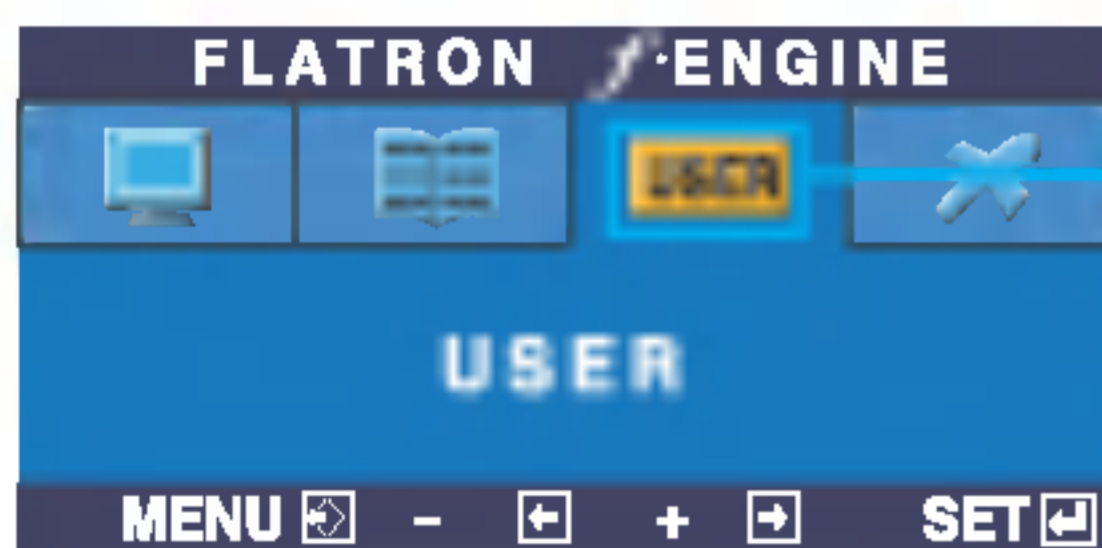 FLATRON f·ENGINE
USER
USER
MENU - ← + → SET